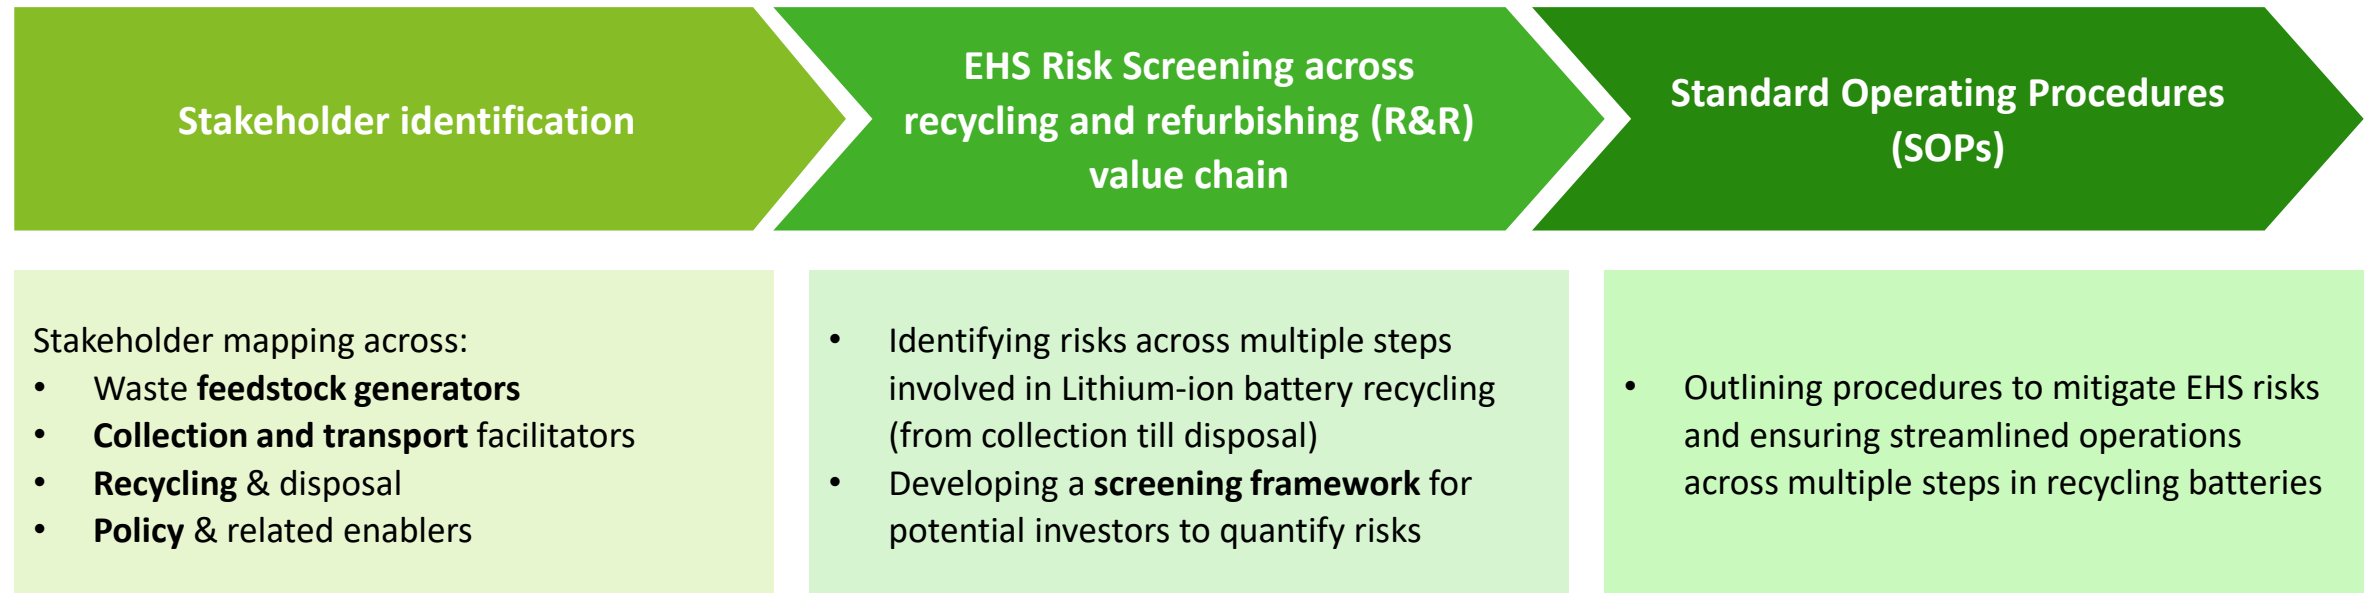 Stakeholder identification
EHS Risk Screening across
recycling and refurbishing (R&R)
value chain
Standard Operating Procedures
(SOPs)
Stakeholder mapping across:
• Waste feedstock generators
• Collection and transport facilitators
• Recycling & disposal
• Policy & related enablers
• Identifying risks across multiple steps
involved in Lithium-ion battery recycling
(from collection till disposal)
• Developing a screening framework for
potential investors to quantify risks
• Outlining procedures to mitigate EHS risks
and ensuring streamlined operations
across multiple steps in recycling batteries